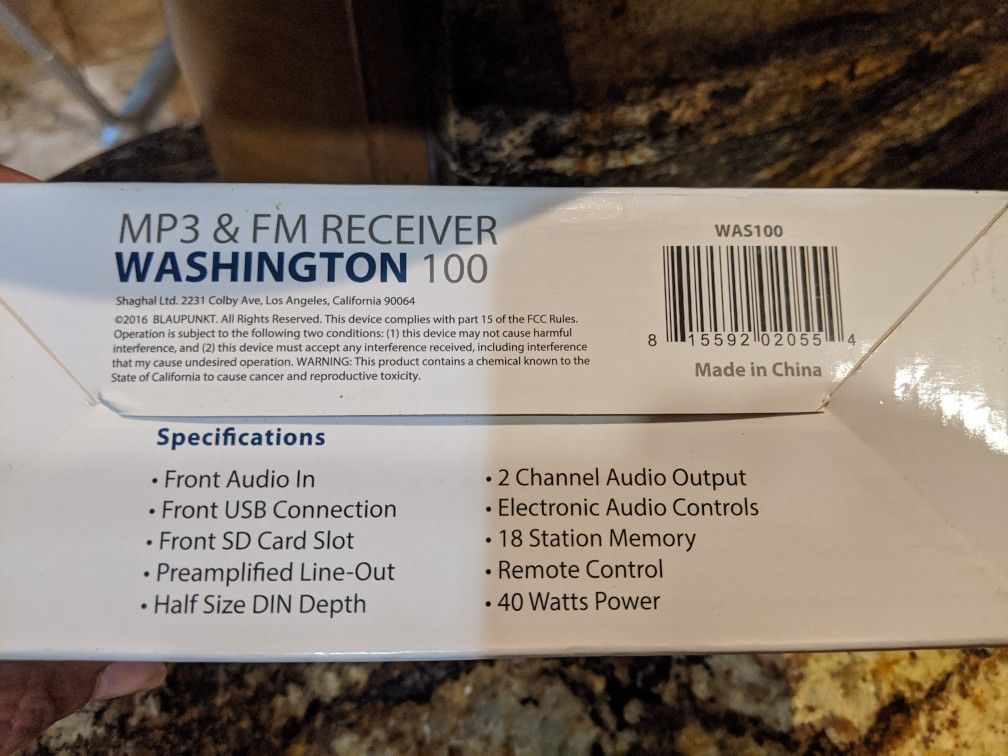 MP3 & FM RECEIVER
WASHINGTON 100
Shaghal Ltd. 2231 Colby Ave, Los Angeles, California 90064
©2016 BLAUPUNKT. All Rights Reserved. This device complies with part 15 of the FCC Rules.
Operation is subject to the following two conditions: (1) this device may not cause harmful
interference, and (2) this device must accept any interference received, including interference
that my cause undesired operation. WARNING: This product contains a chemical known to the
State of California to cause cancer and reproductive toxicity.
WAS100
8 15592 02055 4
Made in China
Specifications
• Front Audio In
• Front USB Connection
• Front SD Card Slot
• Preamplified Line-Out
• Half Size DIN Depth
• 2 Channel Audio Output
• Electronic Audio Controls
• 18 Station Memory
• Remote Control
• 40 Watts Power